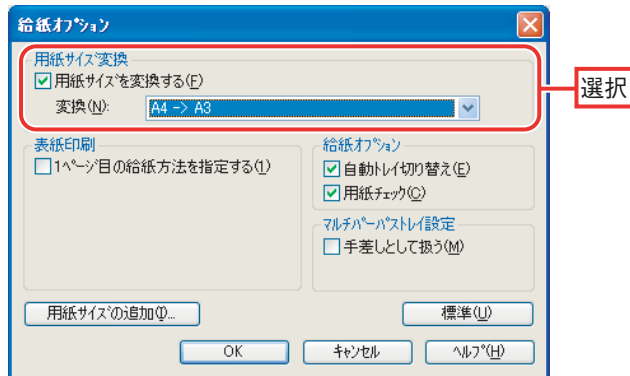 給紙オプション
用紙サイズ変換
用紙サイズを変換する(F)
変換(N): A4 -> A3
選択
表紙印刷
1ページ目の給紙方法を指定する(1)
給紙オプション
自動トレイ切り替え(E)
用紙チェック(C)
マルチパーパストレイ設定
手差しとして扱う(M)
用紙サイズの追加(I)...
標準(U)
OK キャンセル ヘルプ(H)